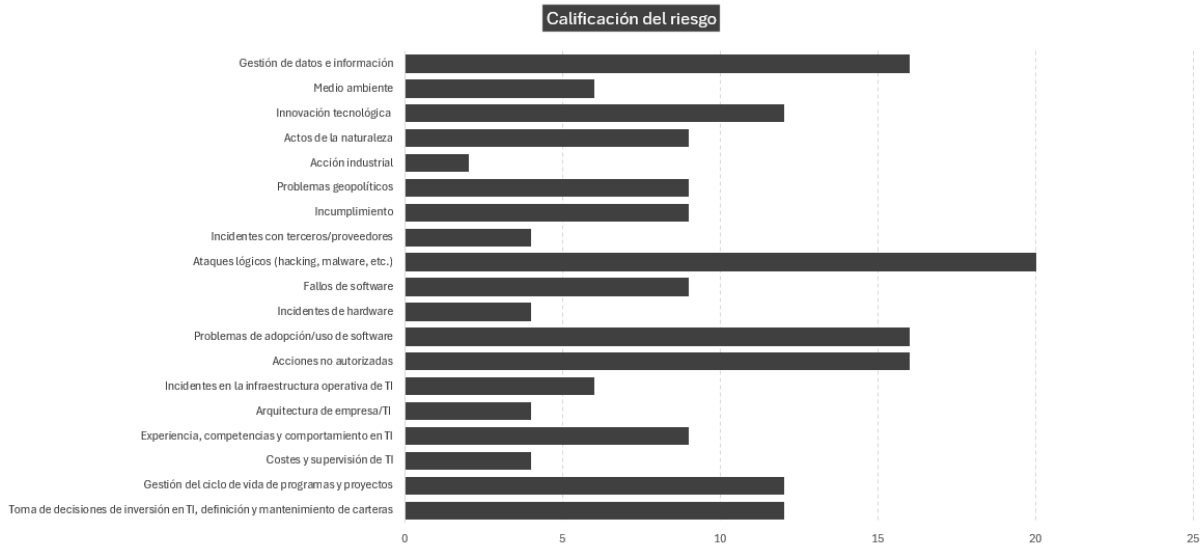 Calificación del riesgo
Gestión de datos e información
Medio ambiente
Innovación tecnológica
Actos de la naturaleza
Acción industrial
Problemas geopolíticos
Incumplimiento
Incidentes con terceros/proveedores
Ataques lógicos (hacking, malware, etc.)
Fallos de software
Incidentes de hardware
Problemas de adopción/uso de software
Acciones no autorizadas
Incidentes en la infraestructura operativa de TI
Arquitectura de empresa/TI
Experiencia, competencias y comportamiento en TI
Costes y supervisión de TI
Gestión del ciclo de vida de programas y proyectos
Toma de decisiones de inversión en TI, definición y mantenimiento de carteras
0 5 10 15 20 25